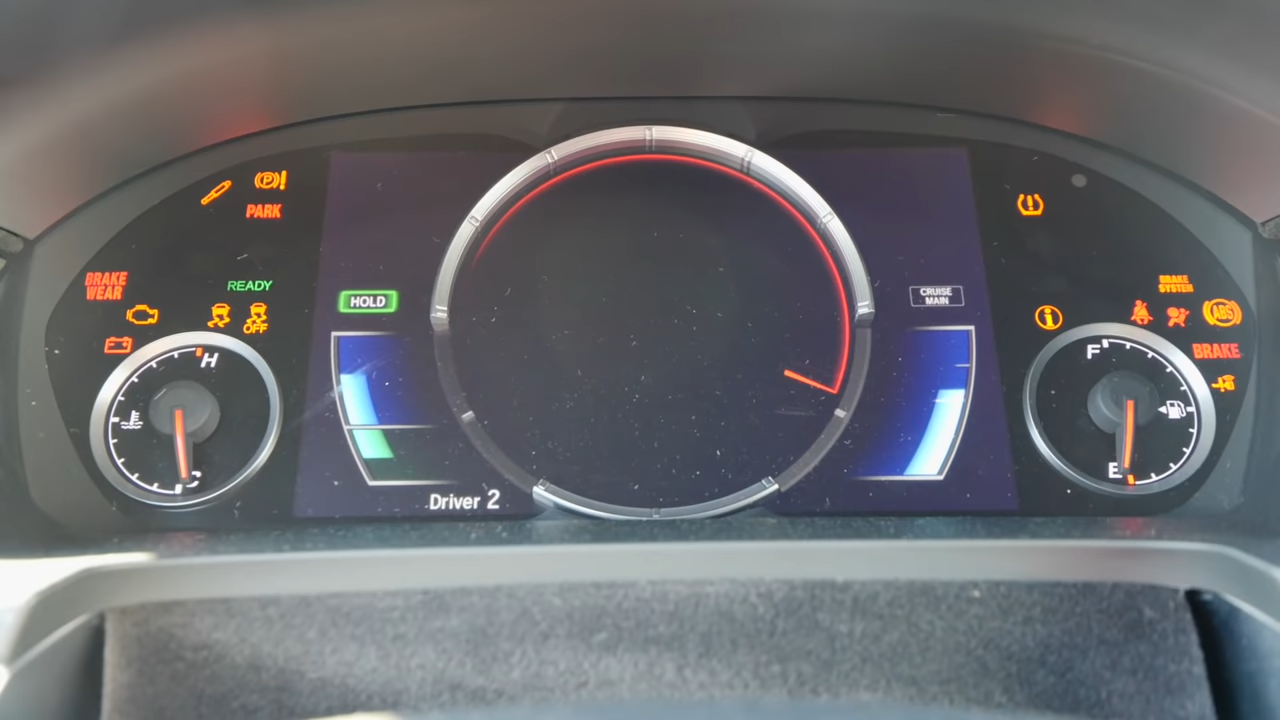 P!
PARK
BRAKE
WEAR
READY
OFF
H
C
HOLD
Driver 2
CRUISE
MAIN
BRAKE
SYSTEM
ABS
BRAKE
F
E